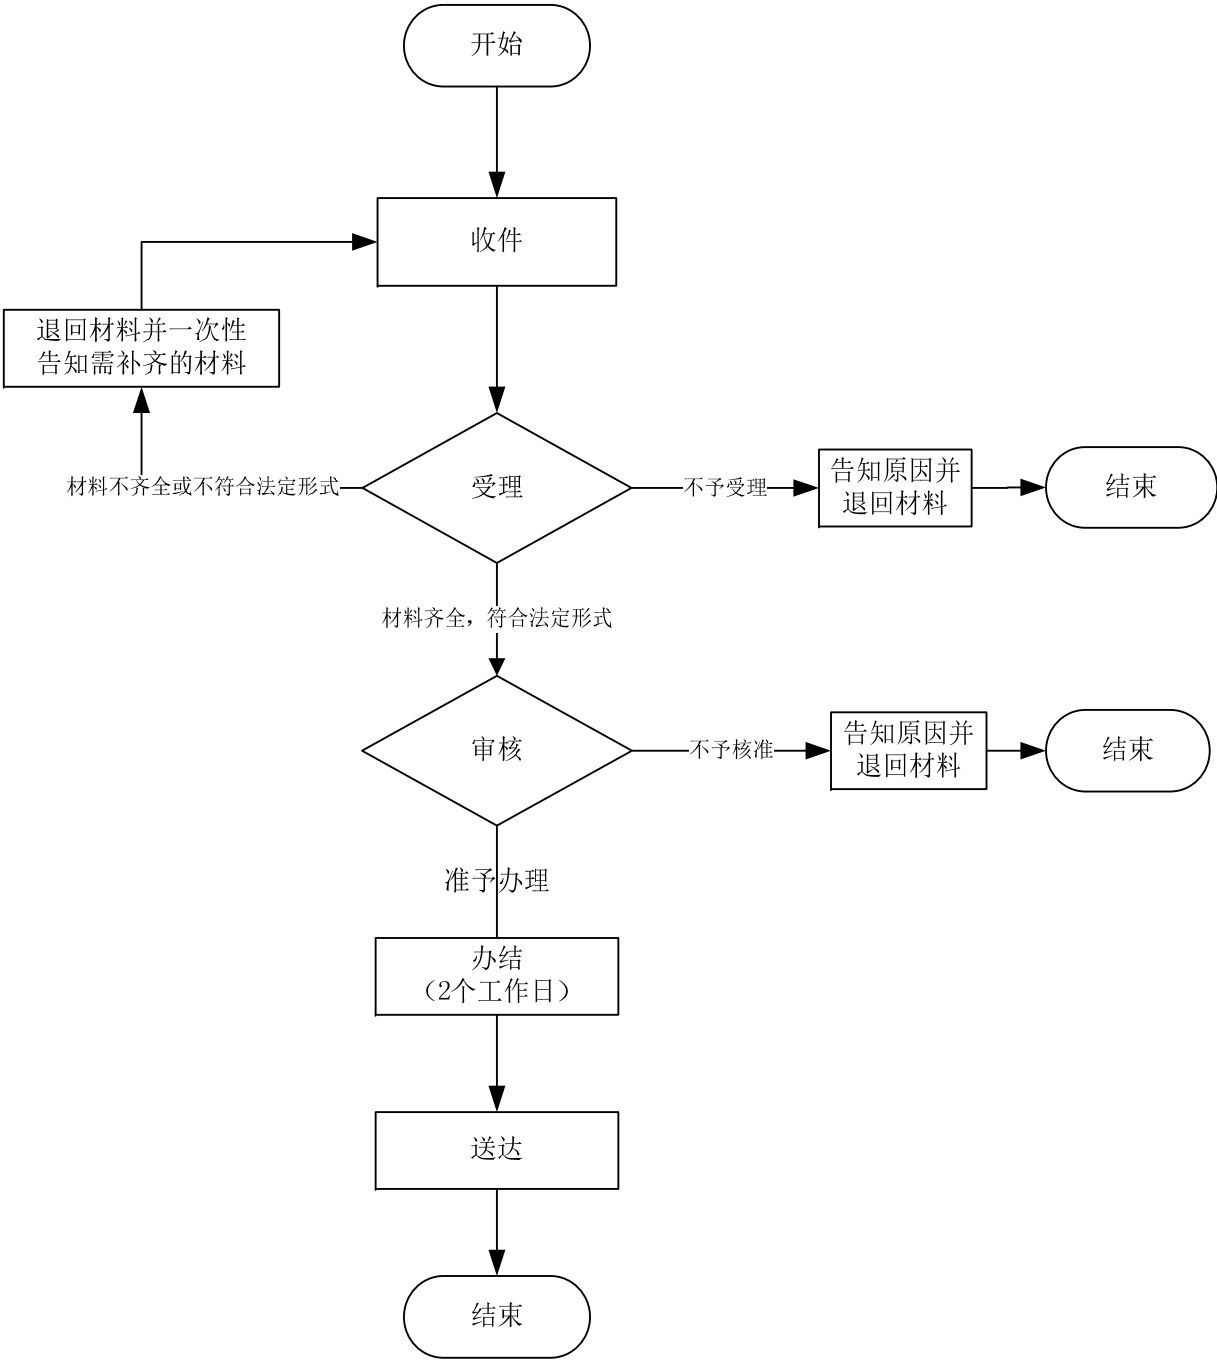 开始
收件
退回材料并一次性
告知需补齐的材料
材料不齐全或不符合法定形式
受理
不予受理
告知原因并
退回材料
结束
材料齐全，符合法定形式
审核
不予核准
告知原因并
退回材料
结束
准予办理
办结
（2个工作日）
送达
结束